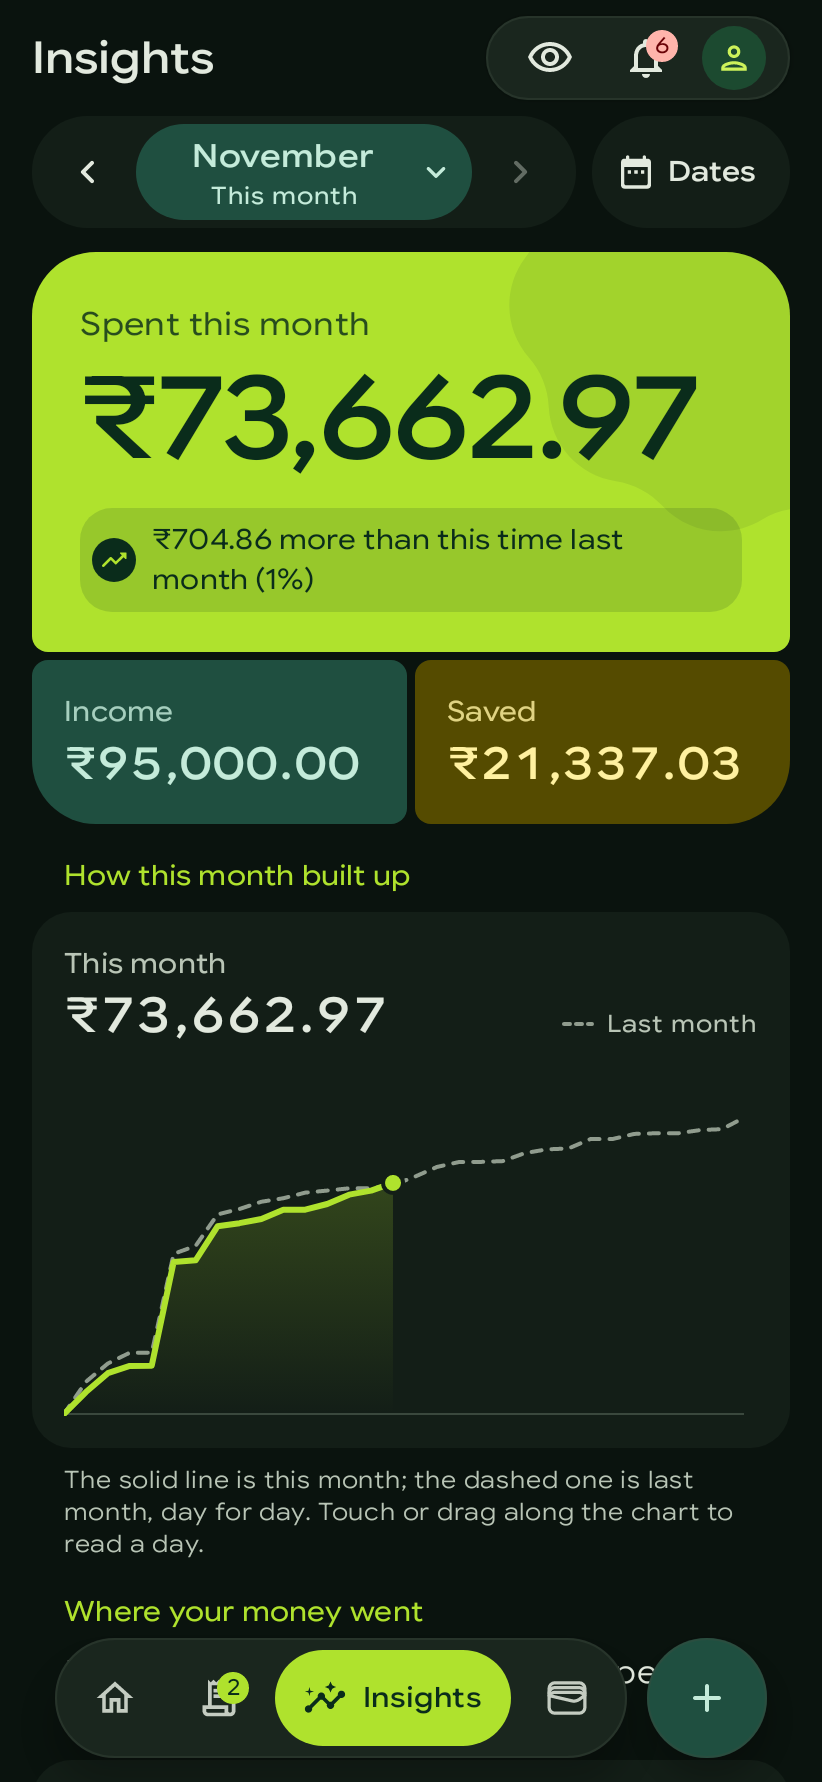 Insights
6
November
This month
Dates
Spent this month
₹73,662.97
₹704.86 more than this time last
month (1%)
Income
₹95,000.00
Saved
₹21,337.03
How this month built up
This month
₹73,662.97
Last month
The solid line is this month; the dashed one is last
month, day for day. Touch or drag along the chart to
read a day.
Where your money went
2
Insights